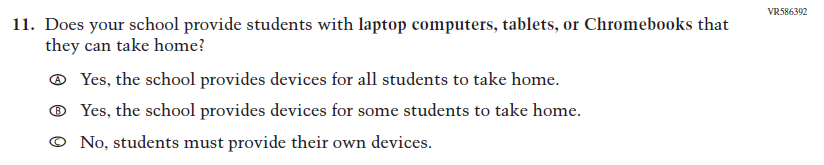 VR586392
11. Does your school provide students with laptop computers, tablets, or Chromebooks that
they can take home?
A Yes, the school provides devices for all students to take home.
B Yes, the school provides devices for some students to take home.
C No, students must provide their own devices.